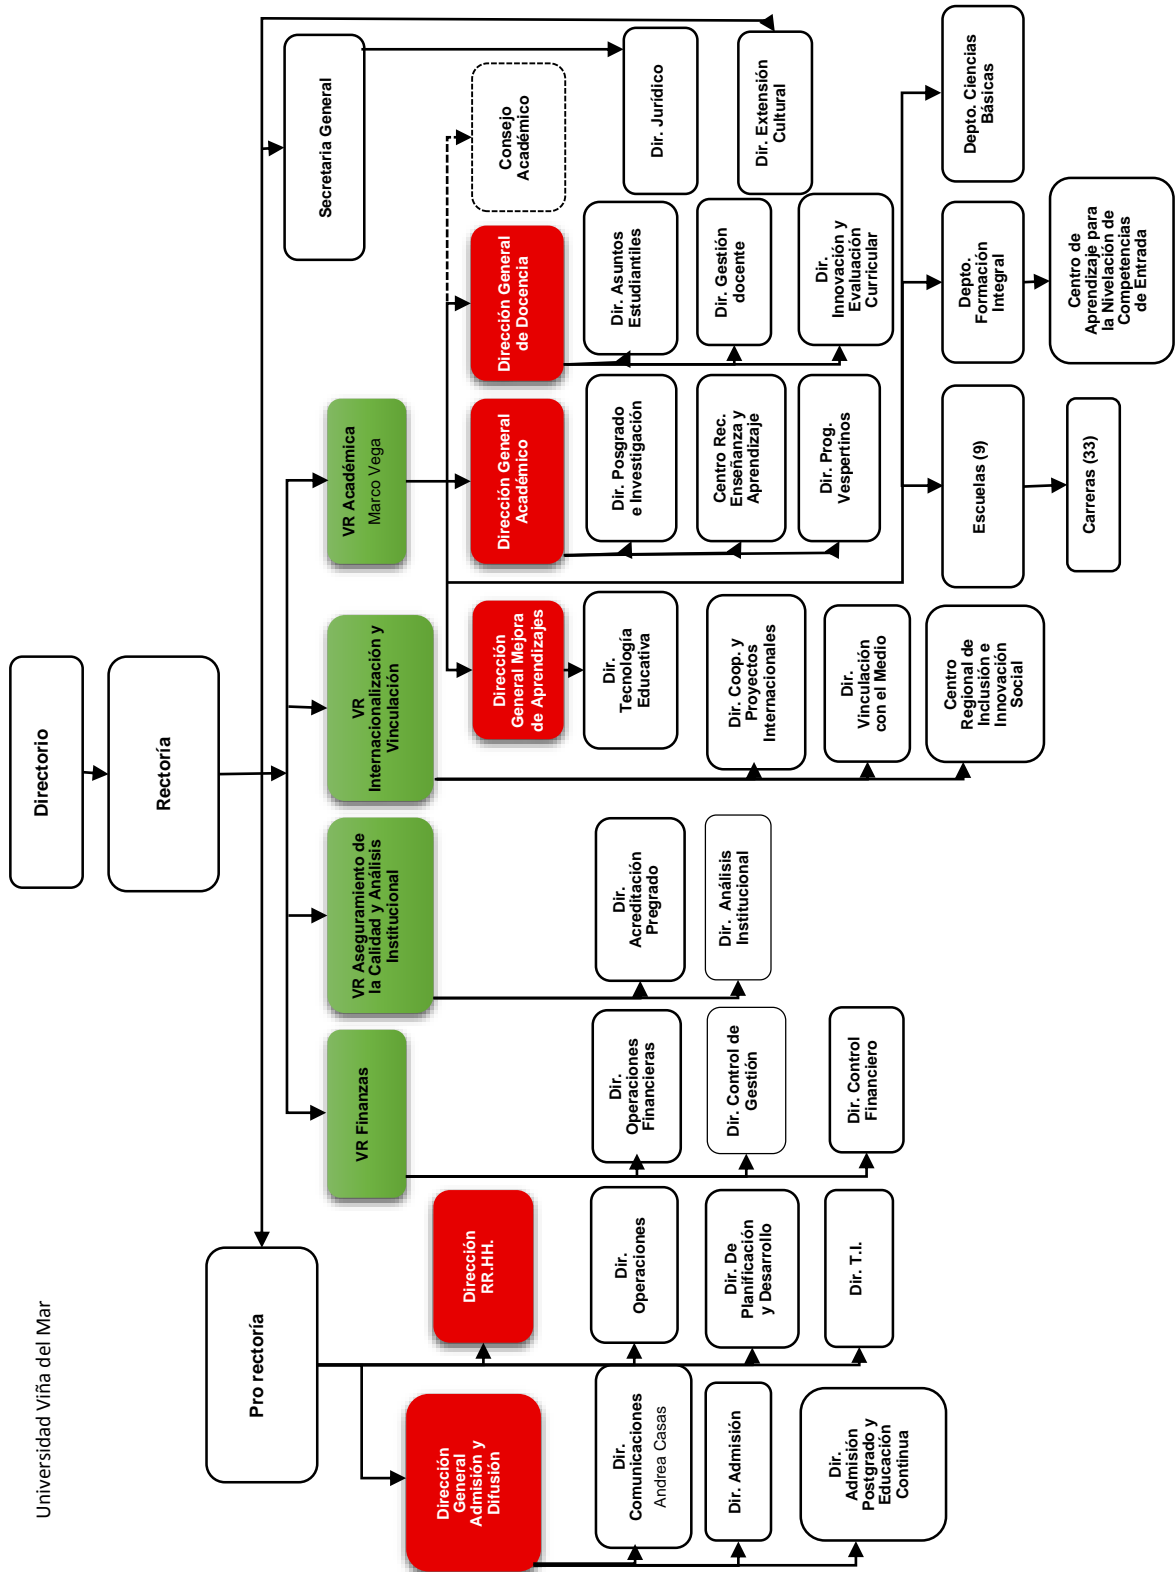 Universidad Viña del Mar
Directorio
Rectoría
Pro rectoría
Secretaria General
VR Finanzas
VR Aseguramiento de
la Calidad y Análisis
Institucional
VR
Internacionalización y
Vinculación
VR Académica
Marco Vega
Dirección
General
Admisión y
Difusión
Dirección
RR.HH.
Dirección
General Mejora
de Aprendizajes
Dirección General
Académico
Dirección General
de Docencia
Consejo
Académico
Dir.
Comunicaciones
Andrea Casas
Dir.
Operaciones
Dir.
Operaciones
Financieras
Dir.
Acreditación
Pregrado
Dir.
Tecnología
Educativa
Dir. Posgrado
e Investigación
Dir. Asuntos
Estudiantiles
Dir. Jurídico
Dir. Admisión
Dir. De
Planificación
y Desarrollo
Dir. Control de
Gestión
Dir. Análisis
Institucional
Dir. Coop. y
Proyectos
Internacionales
Centro Rec.
Enseñanza y
Aprendizaje
Dir. Gestión
docente
Dir. Extensión
Cultural
Dir.
Admisión
Postgrado y
Educación
Continua
Dir. T.I.
Dir. Control
Financiero
Dir.
Vinculación
con el Medio
Dir. Prog.
Vespertinos
Dir.
Innovación y
Evaluación
Curricular
Centro
Regional de
Inclusión e
Innovación
Social
Escuelas (9)
Depto.
Formación
Integral
Depto. Ciencias
Básicas
Carreras (33)
Centro de
Aprendizaje para
la Nivelación de
Competencias
de Entrada